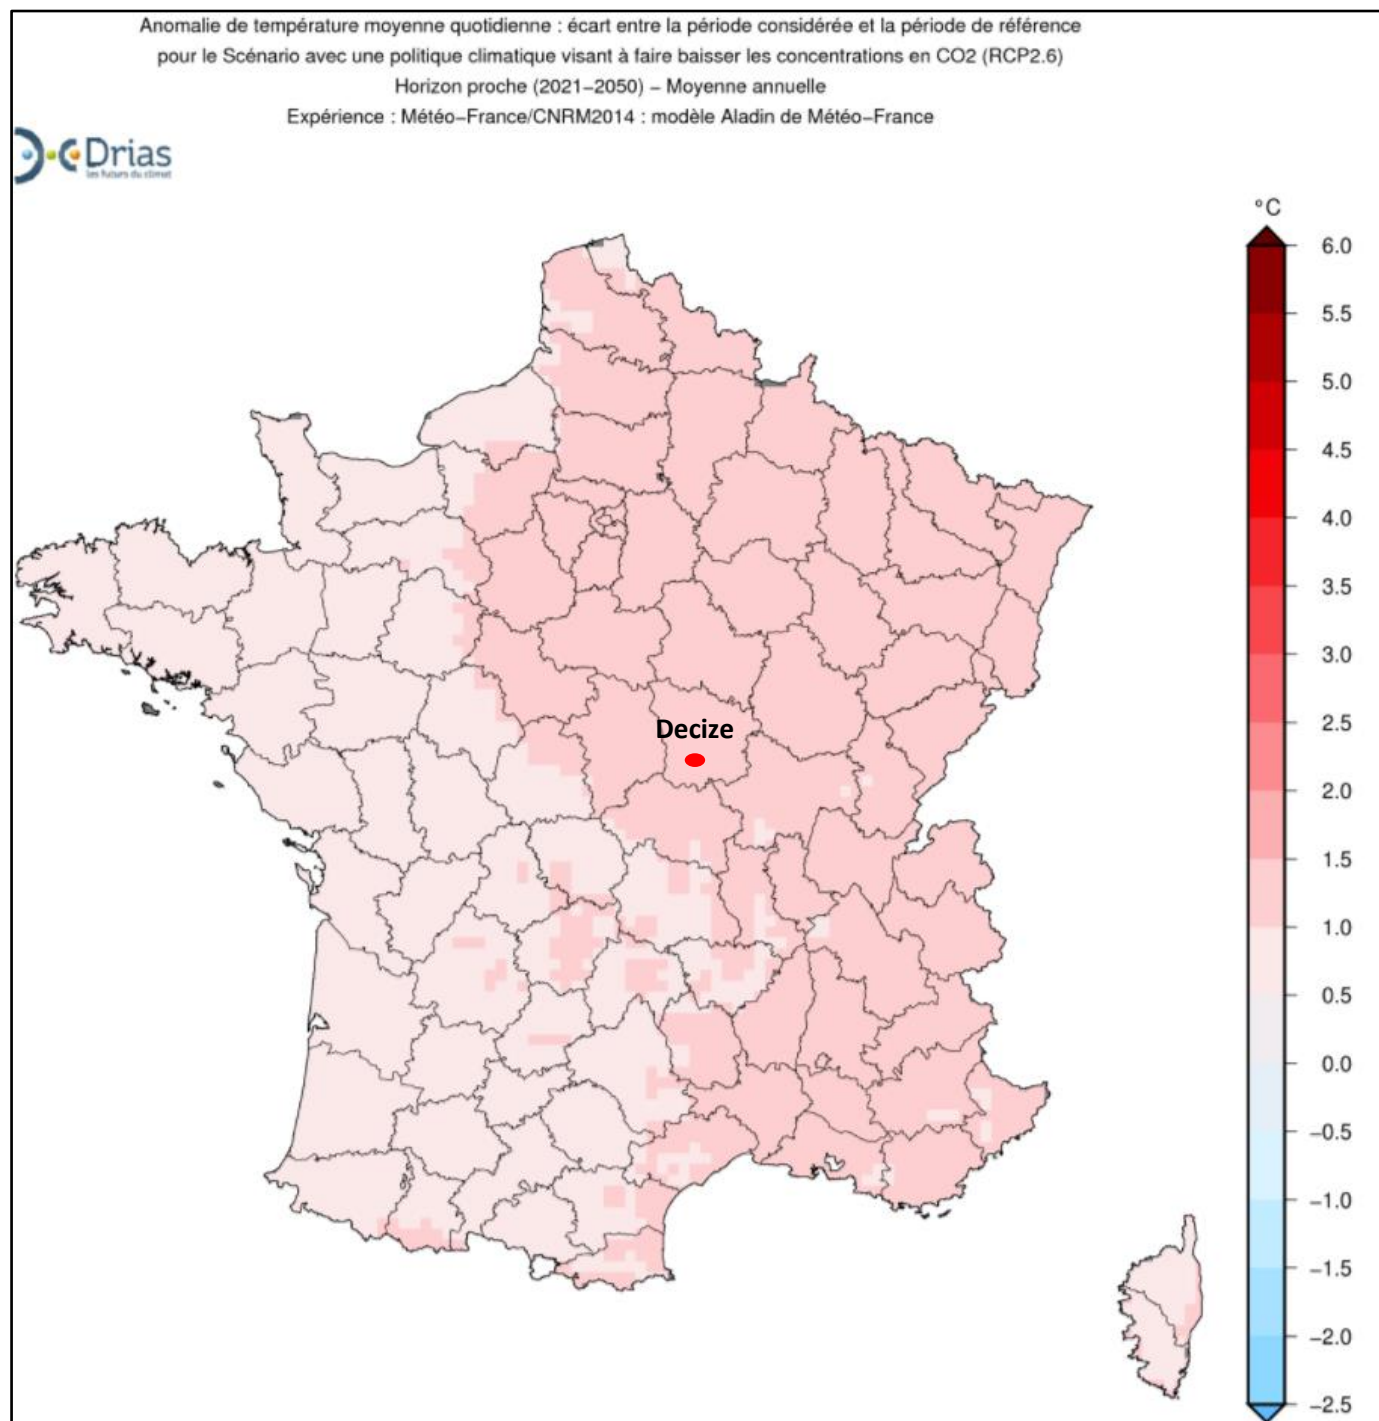 Anomalie de température moyenne quotidienne : écart entre la période considérée et la période de référence
pour le Scénario avec une politique climatique visant à faire baisser les concentrations en CO2 (RCP2.6)
Horizon proche (2021−2050) − Moyenne annuelle
Expérience : Météo−France/CNRM2014 : modèle Aladin de Météo−France
Drias
les futurs du climat
°C
6.0
5.5
5.0
4.5
4.0
3.5
3.0
2.5
Decize
2.0
1.5
1.0
0.5
0.0
−0.5
−1.0
−1.5
−2.0
−2.5